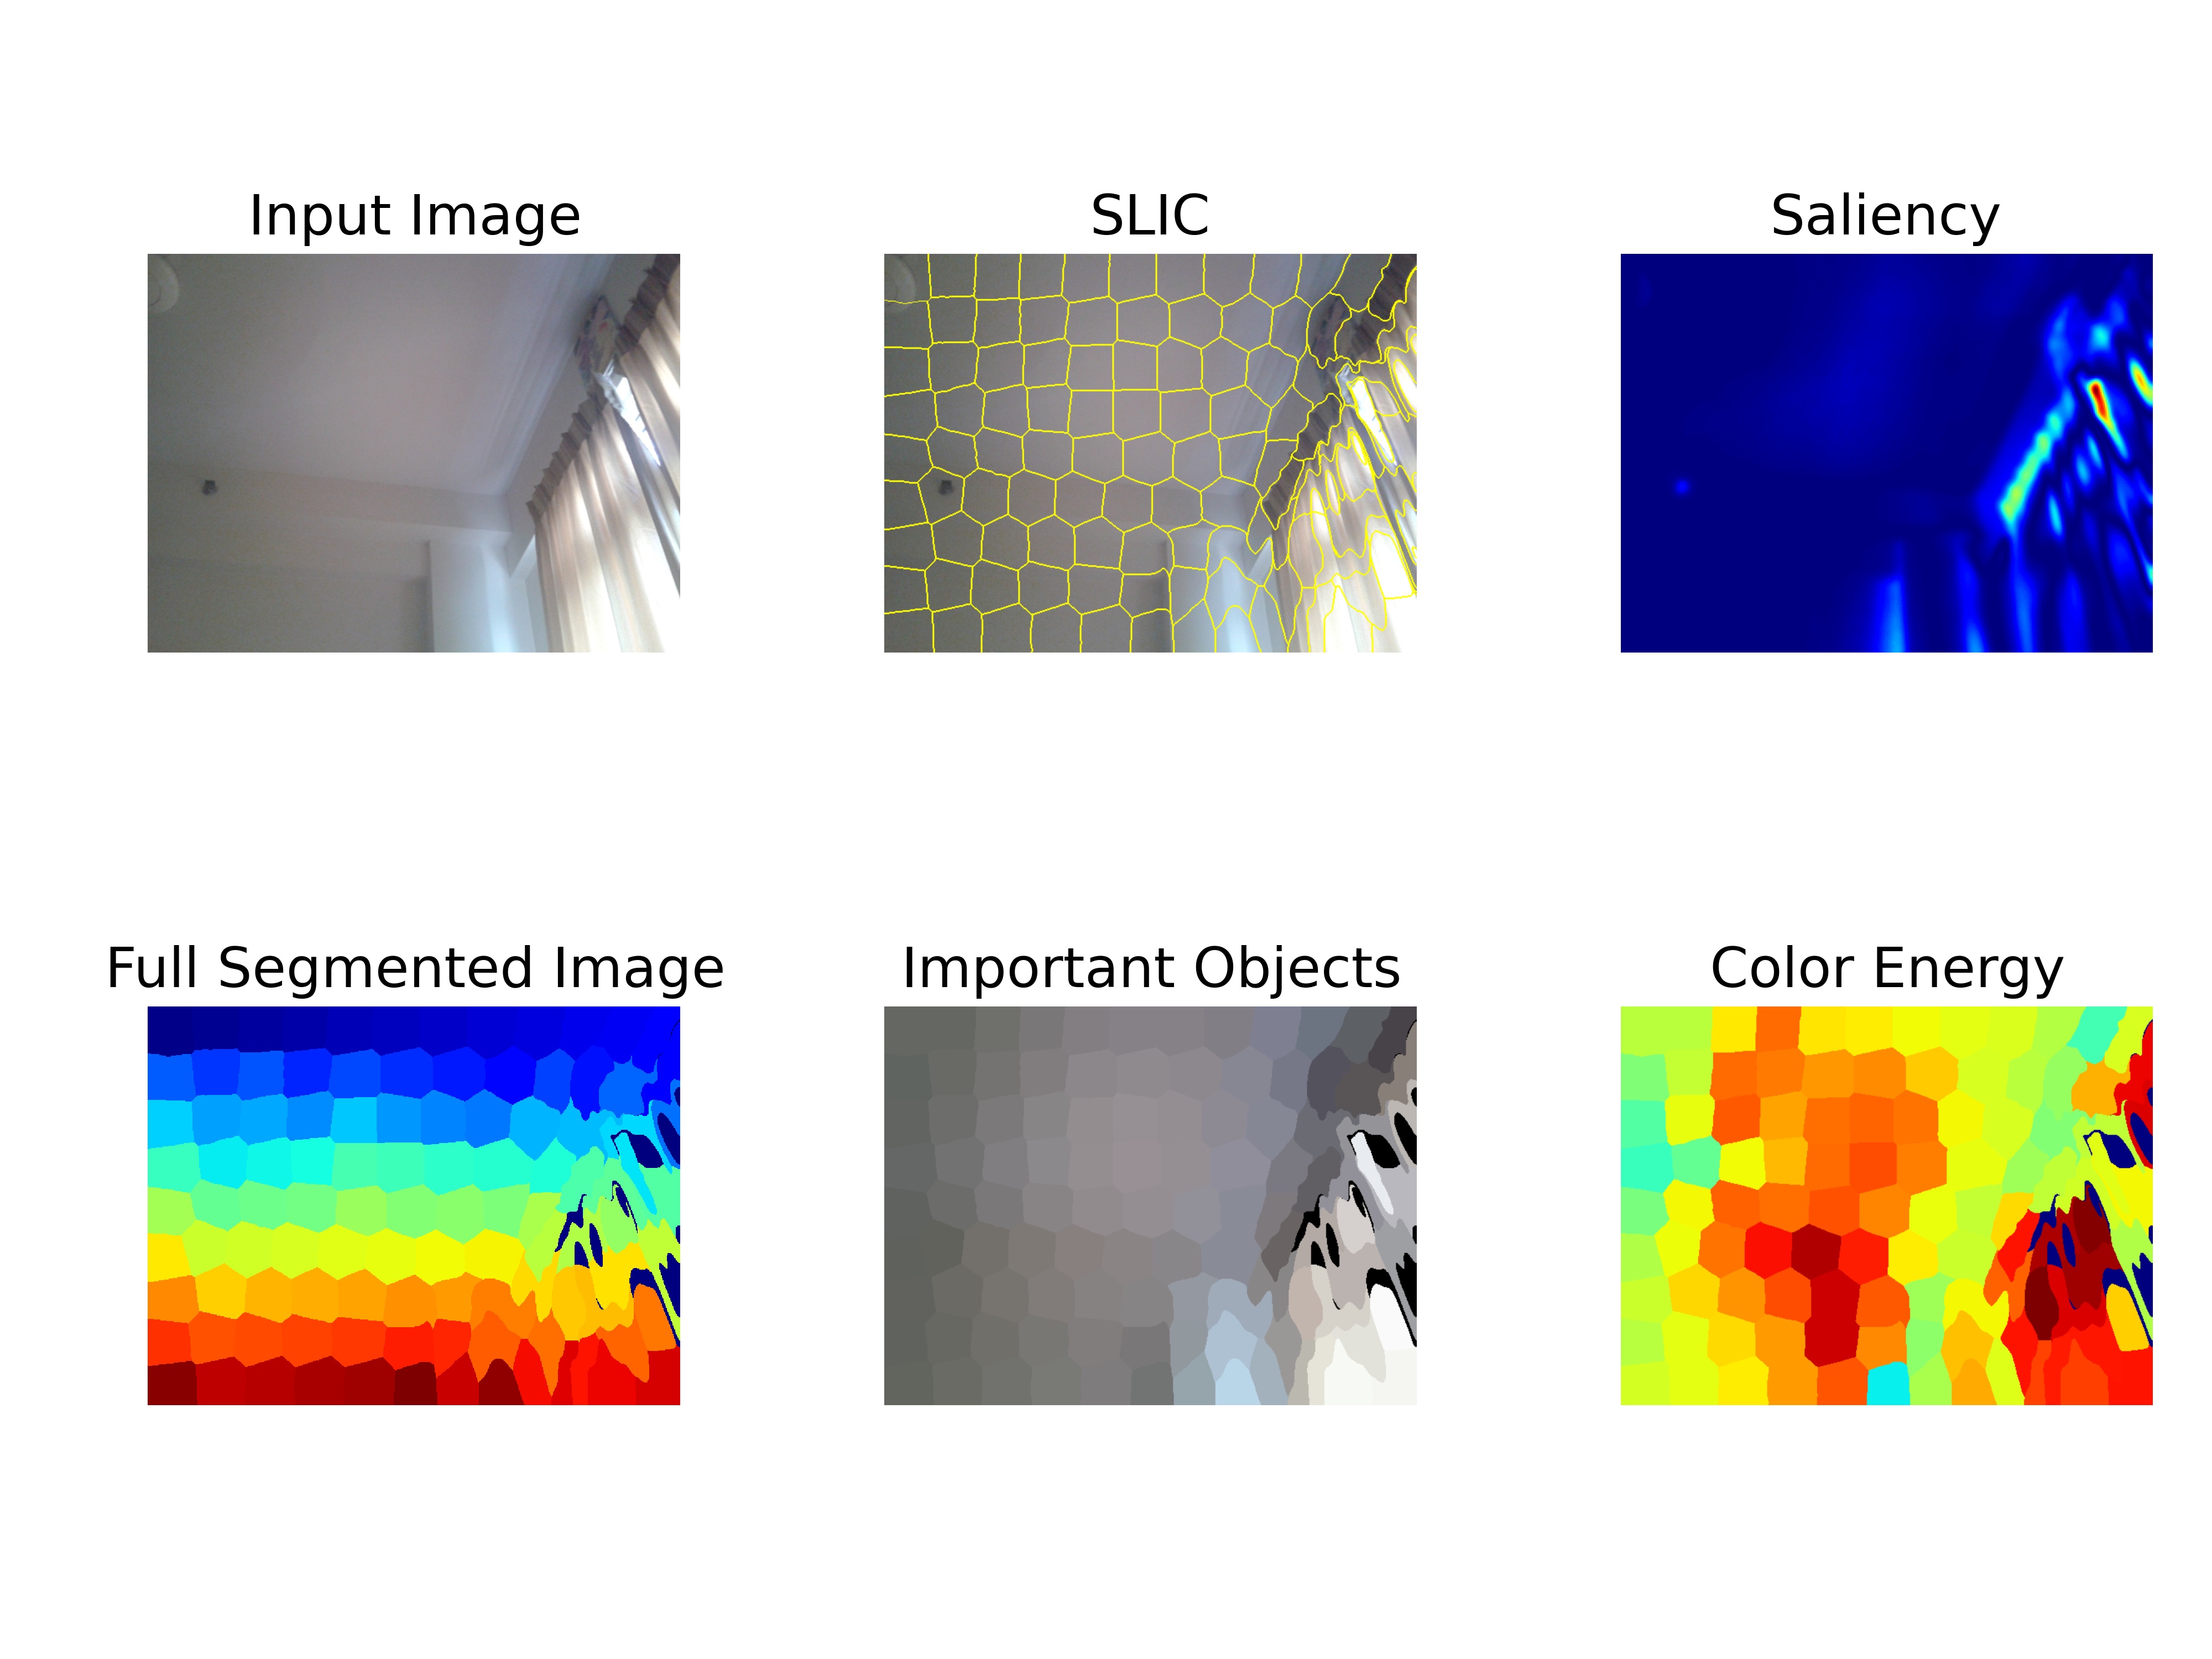 Input Image
SLIC
Saliency
Full Segmented Image
Important Objects
Color Energy